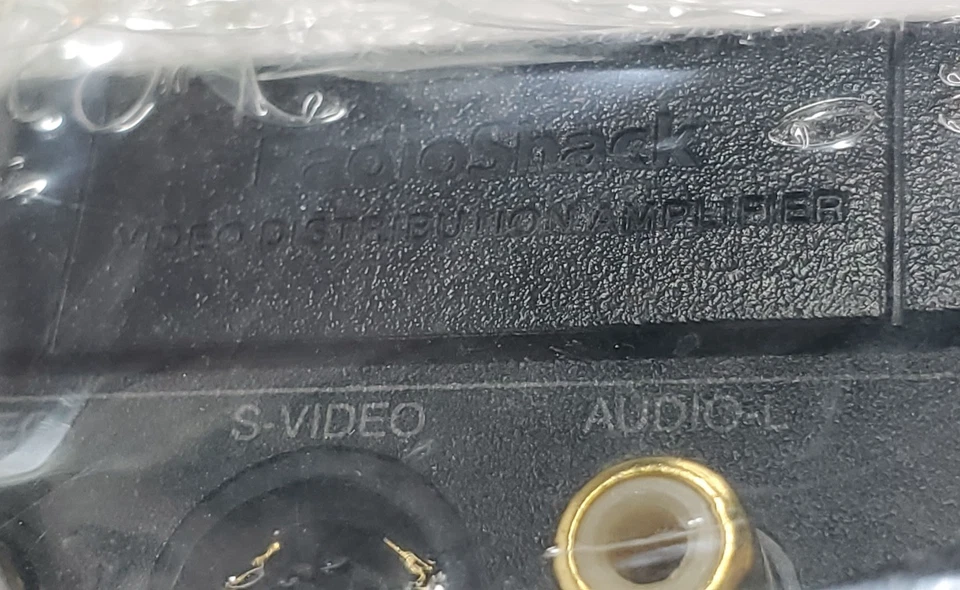 RadioShack
VIDEO DISTRIBUTION AMPLIFIER
S-VIDEO
AUDIO-L